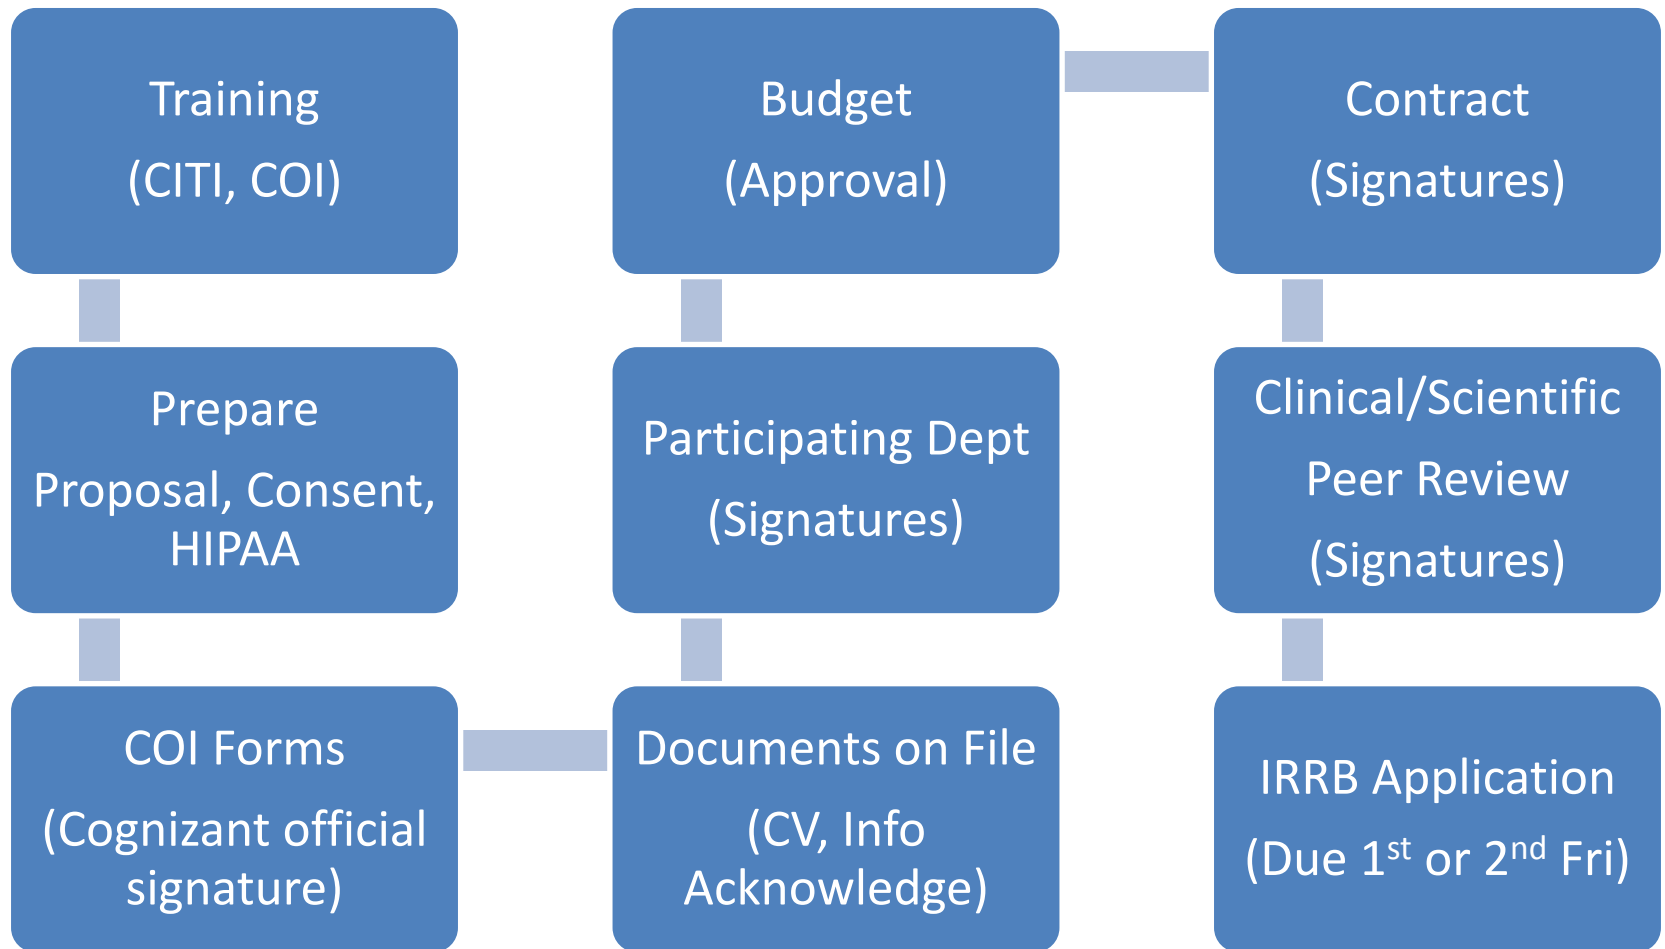 Training
(CITI, COI)
Prepare
Proposal, Consent,
HIPAA
COI Forms
(Cognizant official
signature)
Documents on File
(CV, Info
Acknowledge)
Participating Dept
(Signatures)
Budget
(Approval)
Contract
(Signatures)
Clinical/Scientific
Peer Review
(Signatures)
IRRB Application
(Due 1st or 2nd Fri)